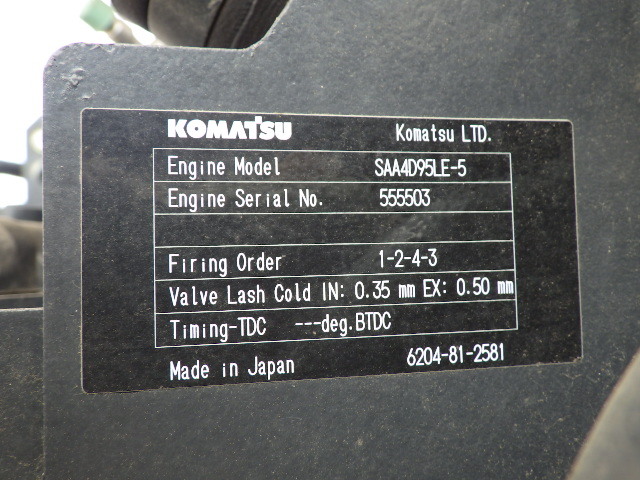 KOMATSU Komatsu LTD.
Engine Model SAA4D95LE-5
Engine Serial No. 555503
Firing Order 1-2-4-3
Valve Lash Cold IN: 0.35 mm EX: 0.50 mm
Timing-TDC ---deg.BTDC
Made in Japan 6204-81-2581